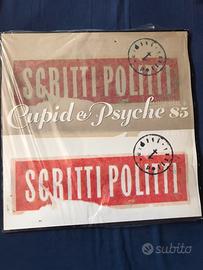 SCRITTI POLITTI
Cupid & Psyche 85
SCRITTI POLITTI
subito